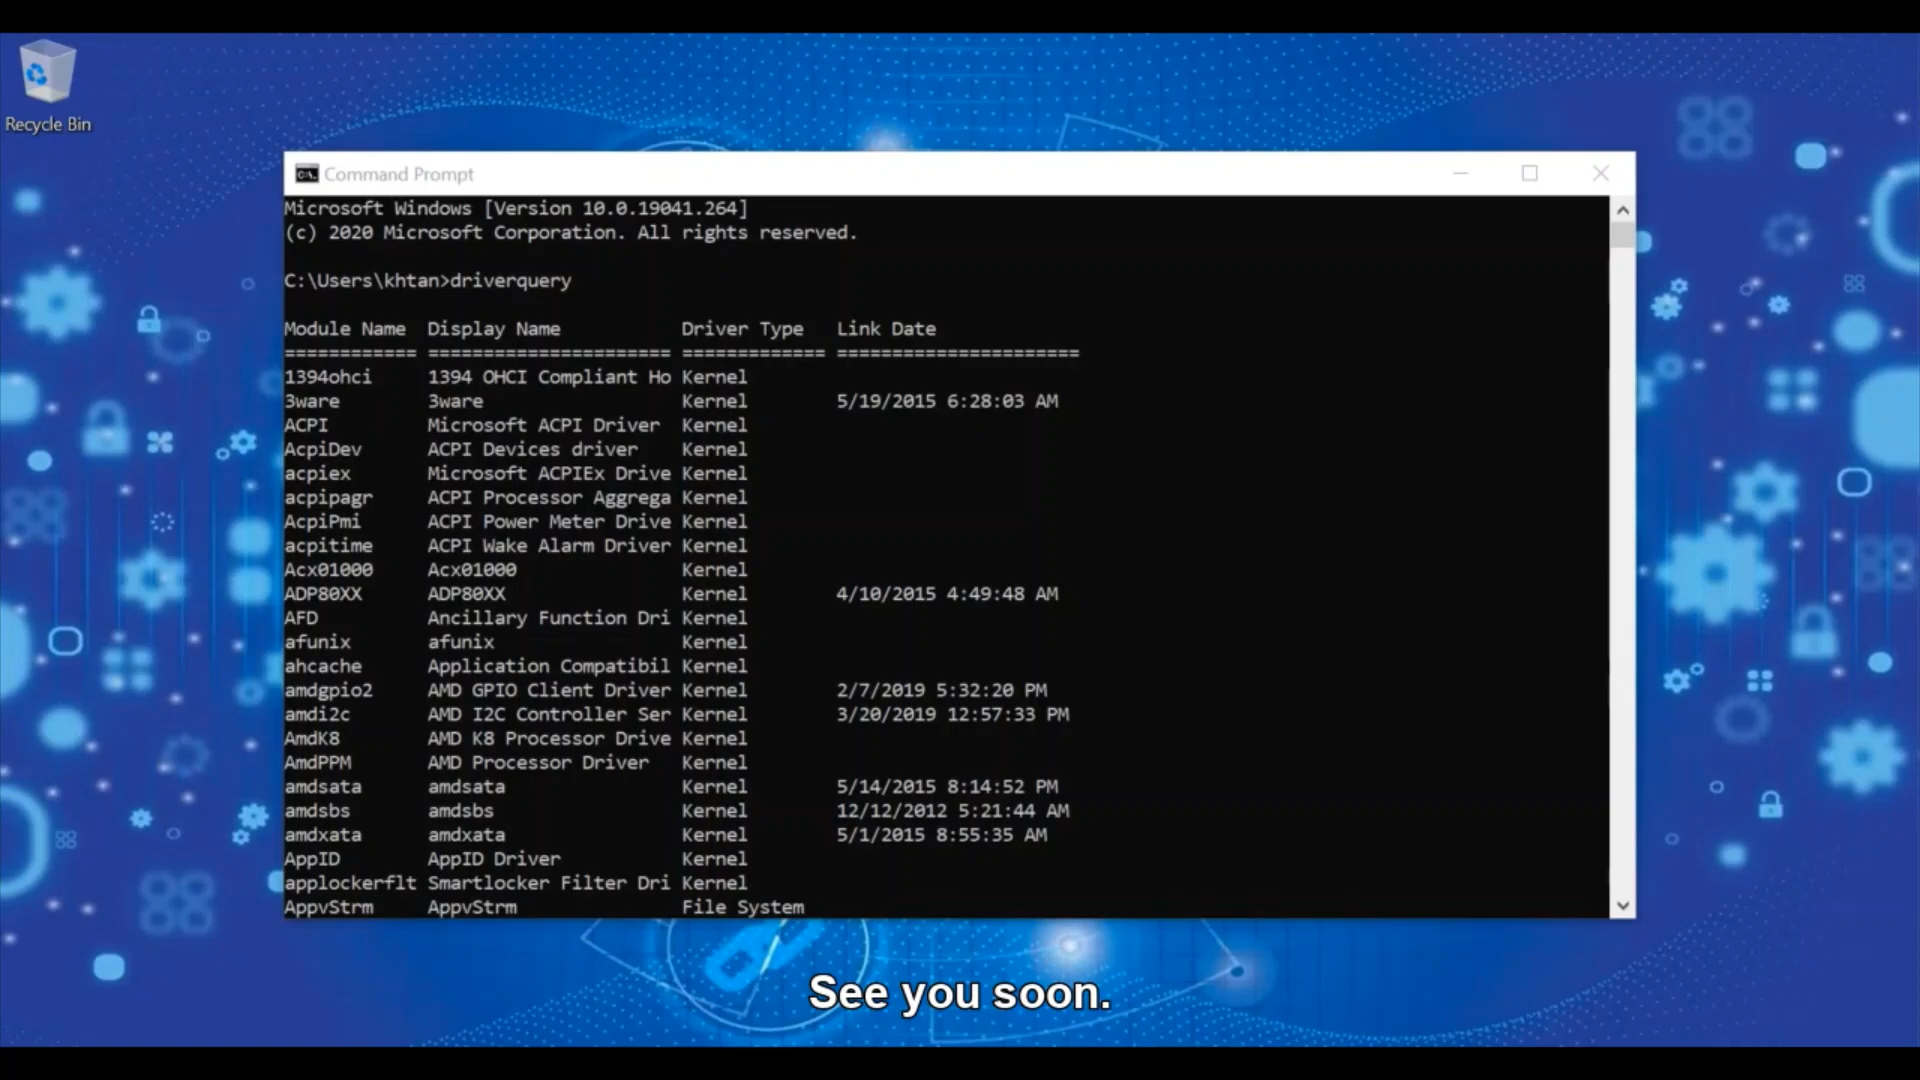 Recycle Bin
Command Prompt
Microsoft Windows [Version 10.0.19041.264]
(c) 2020 Microsoft Corporation. All rights reserved.
C:\Users\khtan>driverquery
Module Name  Display Name           Driver Type   Link Date
============ ====================== ============= ======================
1394ohci     1394 OHCI Compliant Ho Kernel
3ware        3ware                  Kernel        5/19/2015 6:28:03 AM
ACPI         Microsoft ACPI Driver  Kernel
AcpiDev      ACPI Devices driver    Kernel
acpiex       Microsoft ACPIEx Drive Kernel
acpipagr     ACPI Processor Aggrega Kernel
AcpiPmi      ACPI Power Meter Drive Kernel
acpitime     ACPI Wake Alarm Driver Kernel
Acx01000     Acx01000               Kernel
ADP80XX      ADP80XX                Kernel        4/10/2015 4:49:48 AM
AFD          Ancillary Function Dri Kernel
afunix       afunix                 Kernel
ahcache      Application Compatibil Kernel
amdgpio2     AMD GPIO Client Driver Kernel        2/7/2019 5:32:20 PM
amdi2c       AMD I2C Controller Ser Kernel        3/20/2019 12:57:33 PM
AmdK8        AMD K8 Processor Drive Kernel
AmdPPM       AMD Processor Driver   Kernel
amdsata      amdsata                Kernel        5/14/2015 8:14:52 PM
amdsbs       amdsbs                 Kernel        12/12/2012 5:21:44 AM
amdxata      amdxata                Kernel        5/1/2015 8:55:35 AM
AppID        AppID Driver           Kernel
applockerflt Smartlocker Filter Dri Kernel
AppvStrm     AppvStrm               File System
See you soon.